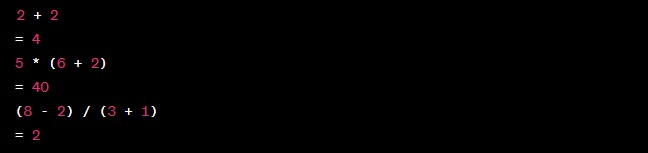 2 + 2
= 4
5 * (6 + 2)
= 40
(8 - 2) / (3 + 1)
= 2